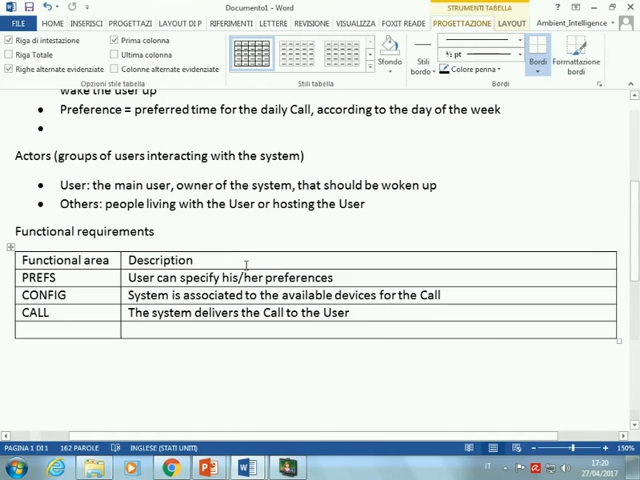 Documento1 - Word
STRUMENTI TABELLA
FILE HOME INSERISCI PROGETTAZI LAYOUT DI P RIFERIMENTI LETTERE REVISIONE VISUALIZZA FOXIT READE PROGETTAZIONE LAYOUT Ambient_Intelligence
Riga di intestazione Prima colonna
Riga Totale Ultima colonna
Righe alternate evidenziate Colonne alternate evidenziate
Sfondo
Stili bordo
½ pt
Colore penna
Bordi
Formattazione bordi
Opzioni stile tabella Stili tabella Bordi
wake the user up
• Preference = preferred time for the daily Call, according to the day of the week
•
Actors (groups of users interacting with the system)
• User: the main user, owner of the system, that should be woken up
• Others: people living with the User or hosting the User
Functional requirements
Functional area Description
PREFS User can specify his/her preferences
CONFIG System is associated to the available devices for the Call
CALL The system delivers the Call to the User
PAGINA 1 DI 1 162 PAROLE INGLESE (STATI UNITI) 150%
IT 17:20
27/04/2017